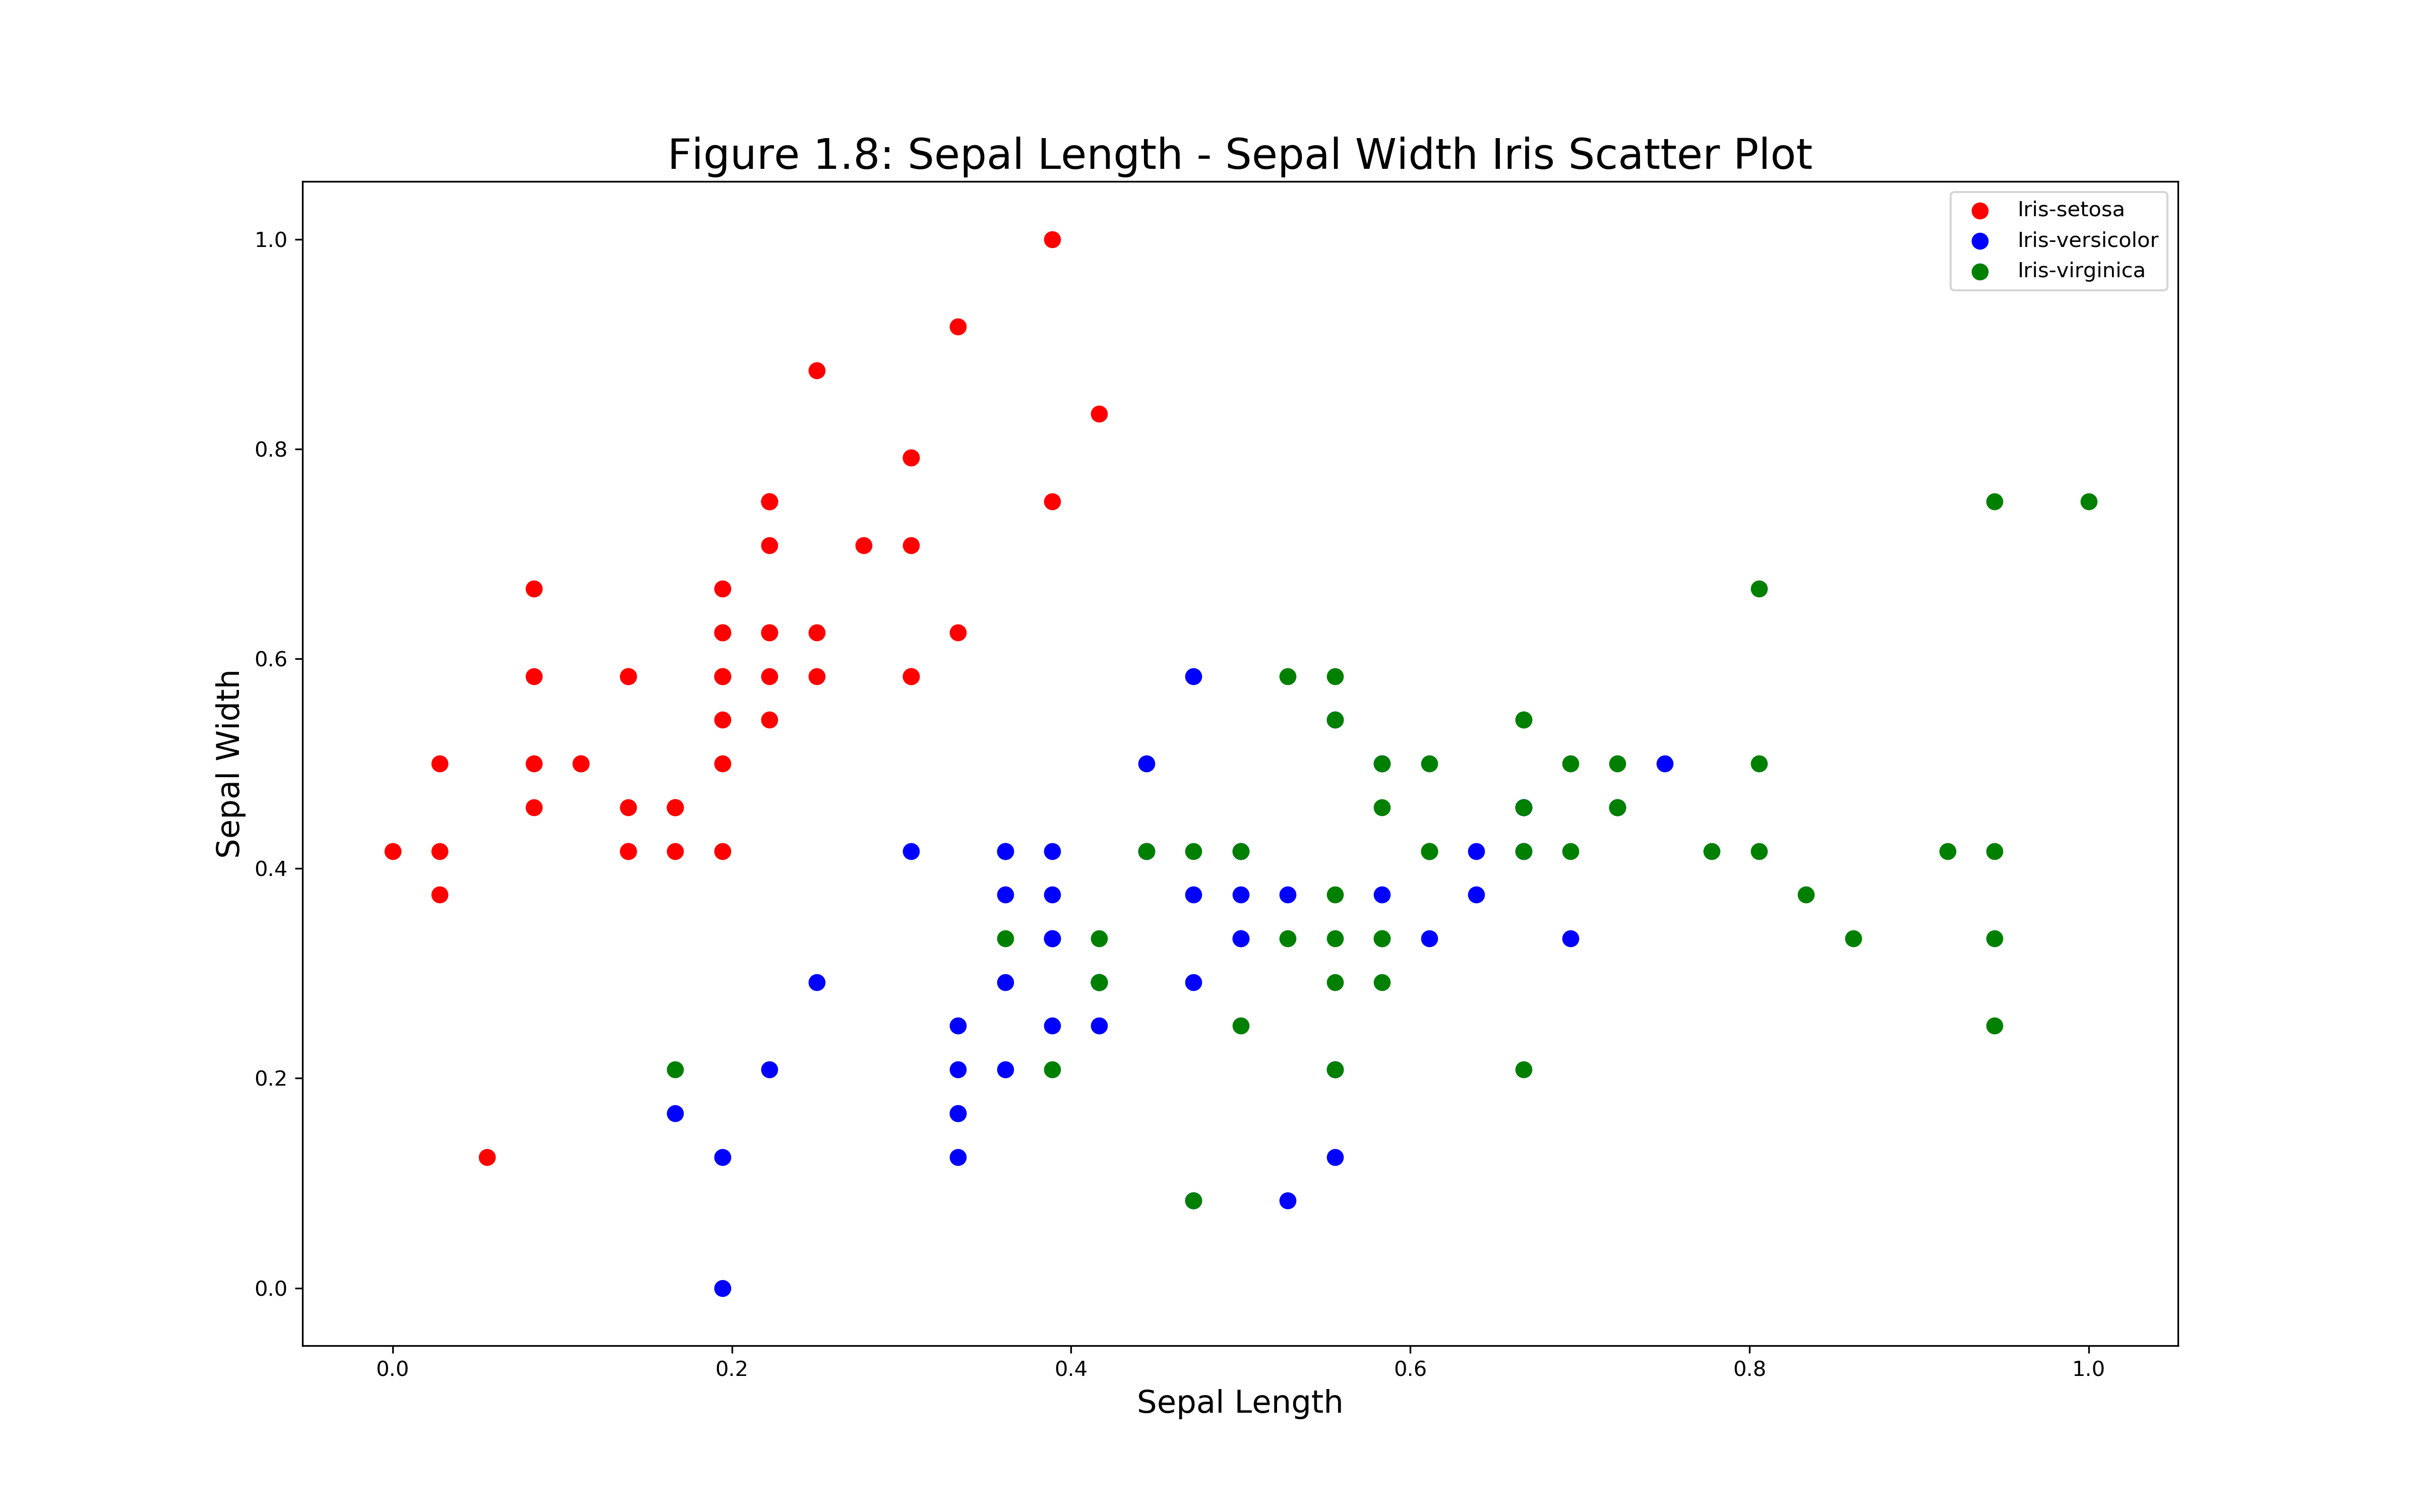 Figure 1.8: Sepal Length - Sepal Width Iris Scatter Plot
Iris-setosa
Iris-versicolor
Iris-virginica
1.0
0.8
0.6
0.4
0.2
0.0
Sepal Width
0.0 0.2 0.4 0.6 0.8 1.0
Sepal Length